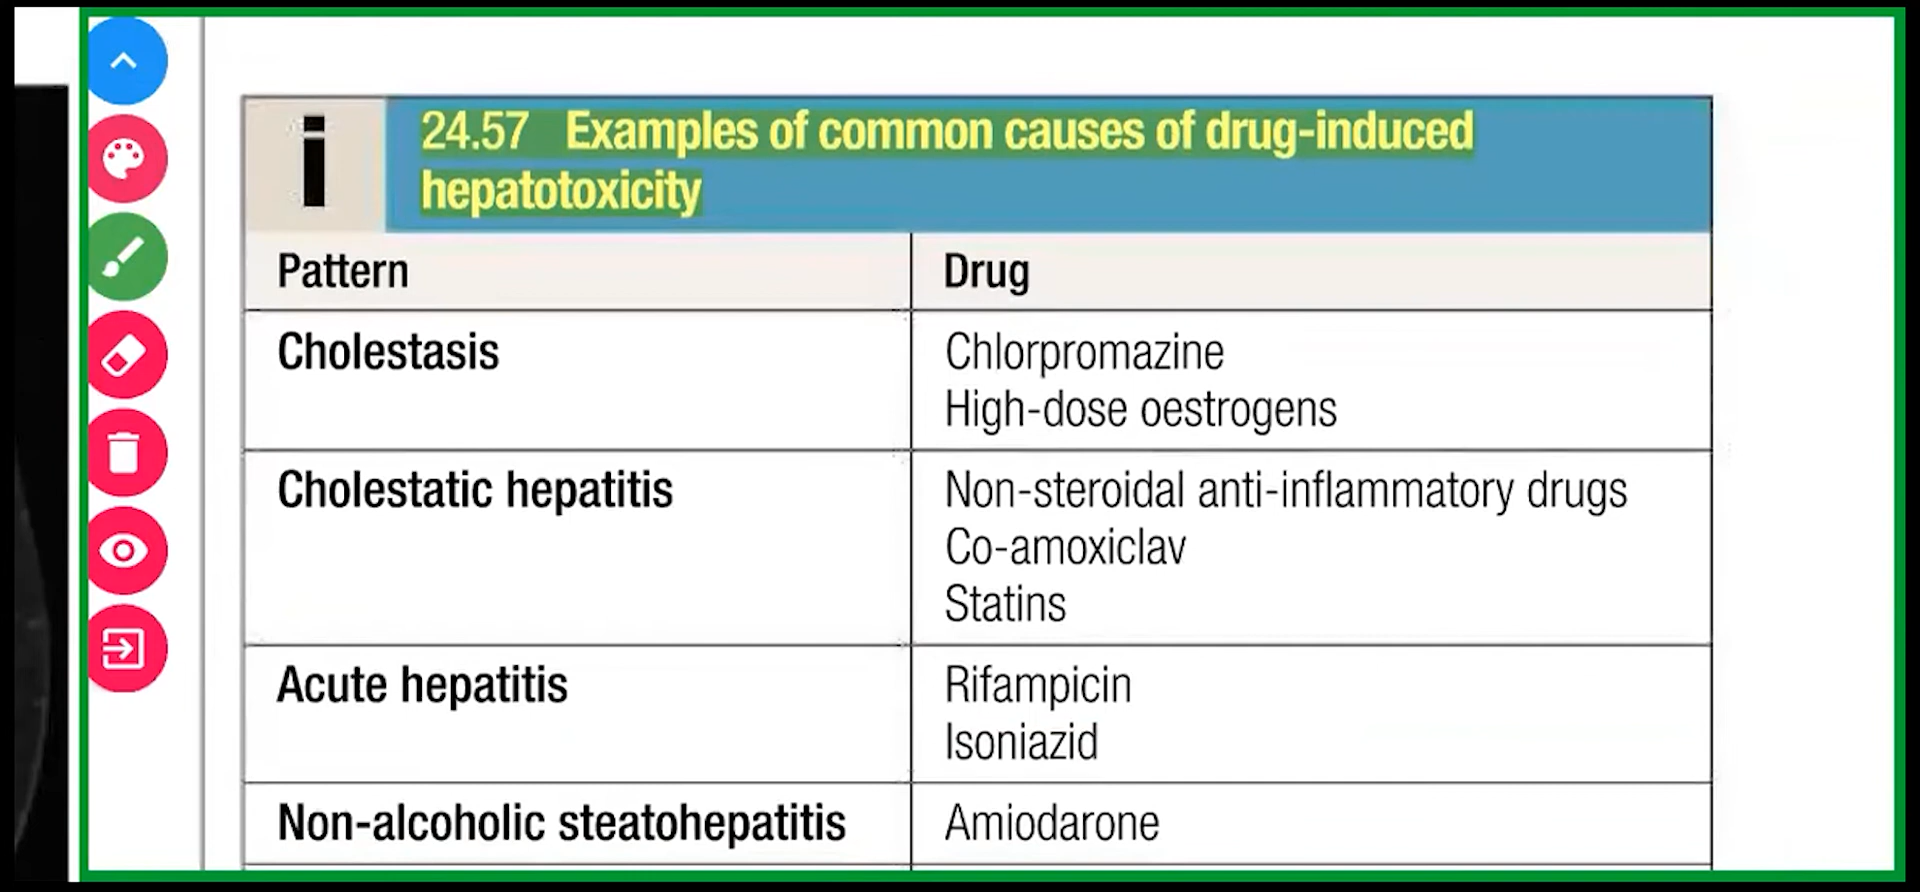 i
24.57 Examples of common causes of drug-induced
hepatotoxicity
Pattern Drug
Cholestasis Chlorpromazine
High-dose oestrogens
Cholestatic hepatitis Non-steroidal anti-inflammatory drugs
Co-amoxiclav
Statins
Acute hepatitis Rifampicin
Isoniazid
Non-alcoholic steatohepatitis Amiodarone